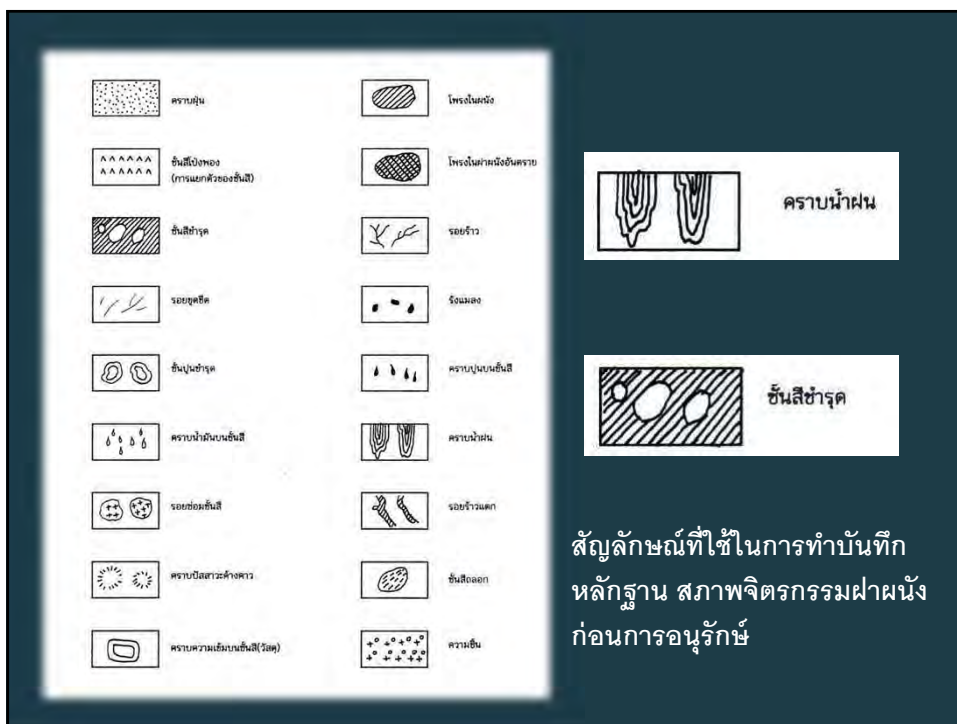 คราบฝุ่น
ชั้นสีโป่งพอง
(การแยกตัวของชั้นสี)
ชั้นสีชำรุด
รอยขูดขีด
ชั้นปูนชำรุด
คราบน้ำมันบนชั้นสี
รอยซ่อมชั้นสี
คราบปัสสาวะค้างคาว
คราบความเข้มบนชั้นสี(วัสดุ)
โพรงในผนัง
โพรงในฝาผนังอันตราย
รอยร้าว
รังแมลง
คราบปูนบนชั้นสี
คราบน้ำฝน
รอยร้าวแตก
ชั้นสีถลอก
ความชื้น
คราบน้ำฝน
ชั้นสีชำรุด
สัญลักษณ์ที่ใช้ในการทำบันทึก
หลักฐาน สภาพจิตรกรรมฝาผนัง
ก่อนการอนุรักษ์